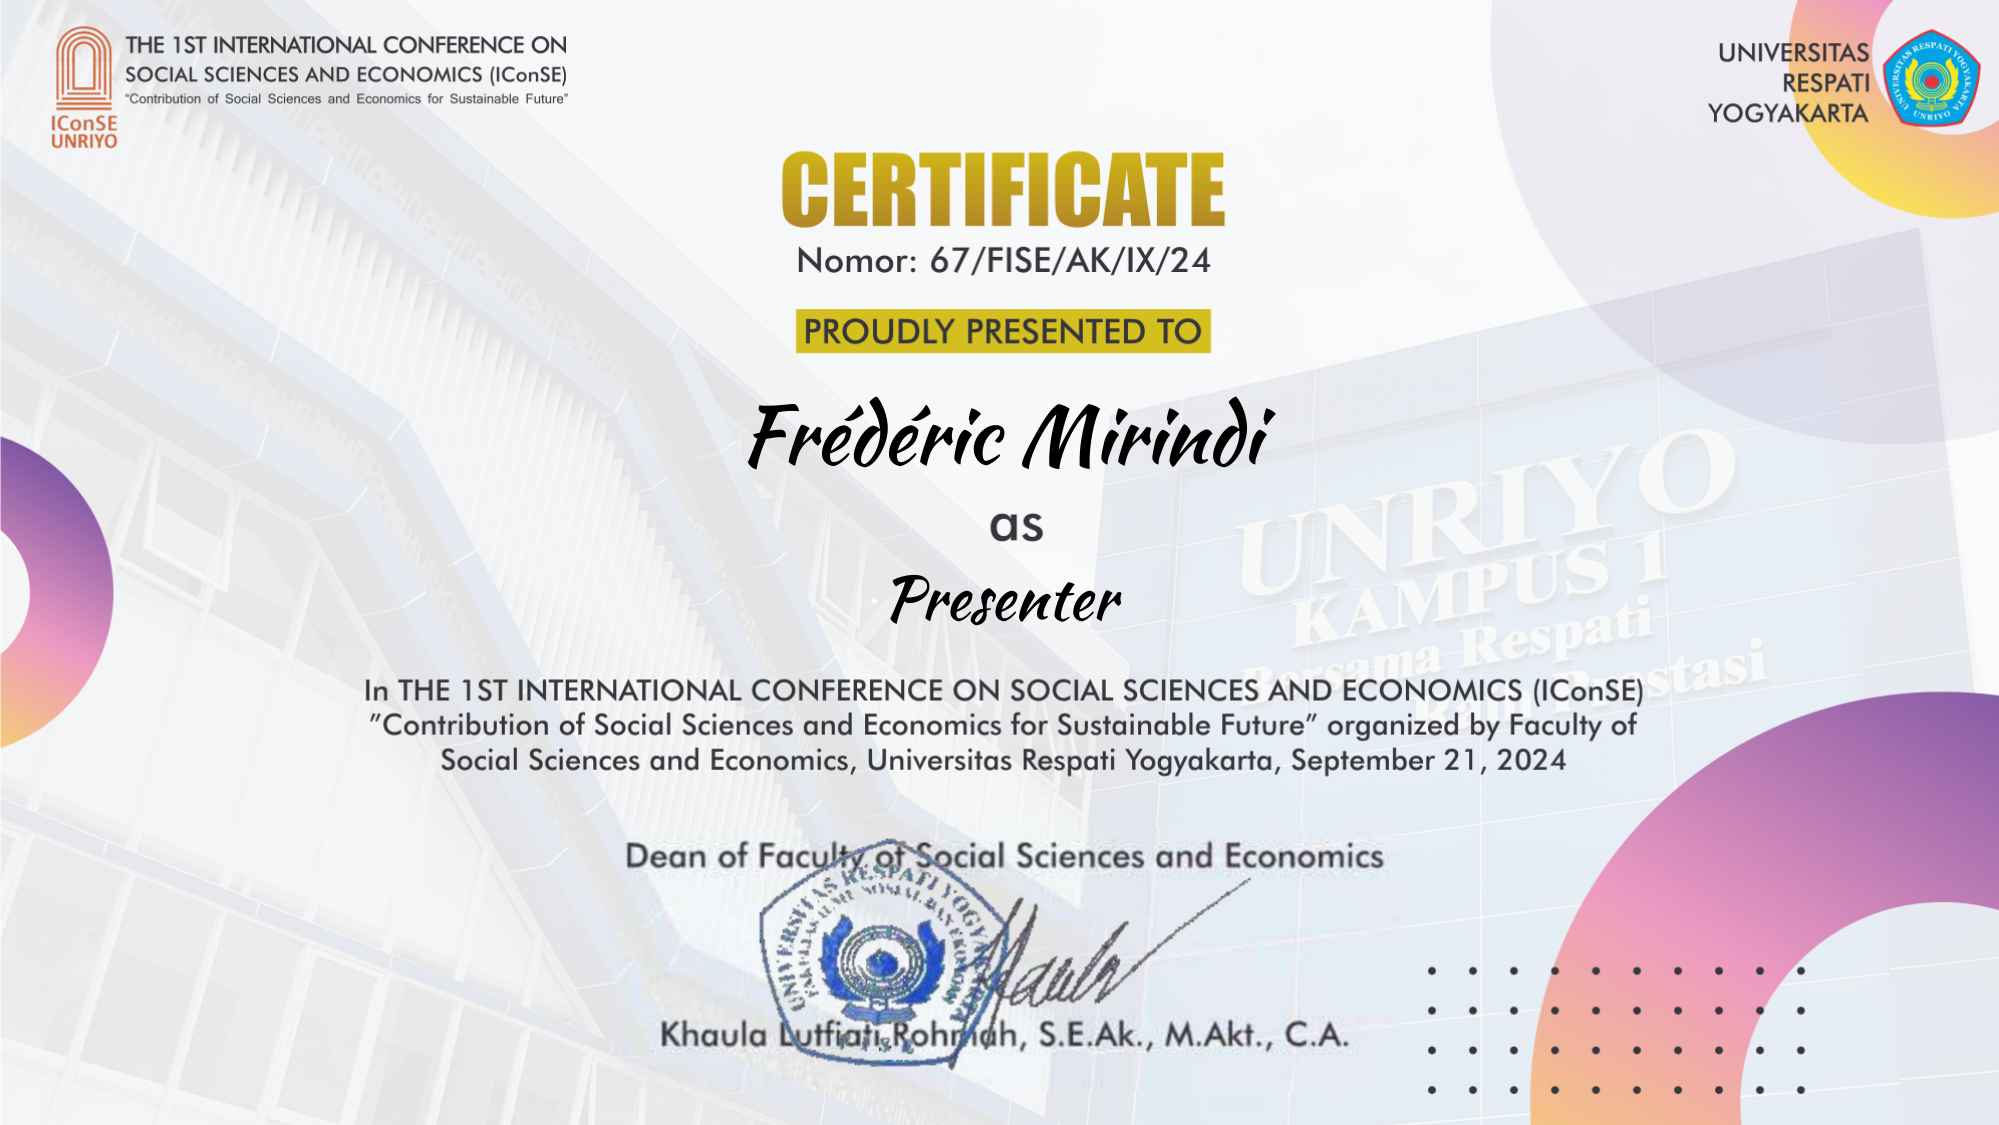 THE 1ST INTERNATIONAL CONFERENCE ON
SOCIAL SCIENCES AND ECONOMICS (IConSE)
"Contribution of Social Sciences and Economics for Sustainable Future"
IConSE
UNRIYO
UNIVERSITAS
RESPATI
YOGYAKARTA
UNIVERSITAS RESPATI YOGYAKARTA
UNRIYO
CERTIFICATE
Nomor: 67/FISE/AK/IX/24
PROUDLY PRESENTED TO
Frédéric Mirindi
as
Presenter
UNRIYO
KAMPUS 1
Bersama Respati
Raih Prestasi
In THE 1ST INTERNATIONAL CONFERENCE ON SOCIAL SCIENCES AND ECONOMICS (IConSE)
"Contribution of Social Sciences and Economics for Sustainable Future" organized by Faculty of
Social Sciences and Economics, Universitas Respati Yogyakarta, September 21, 2024
Dean of Faculty of Social Sciences and Economics
UNIVERSITAS RESPATI YOGYAKARTA
FAKULTAS ILMU SOSIAL DAN EKONOMI
Khaula Lutfiati Rohmah, S.E.Ak., M.Akt., C.A.